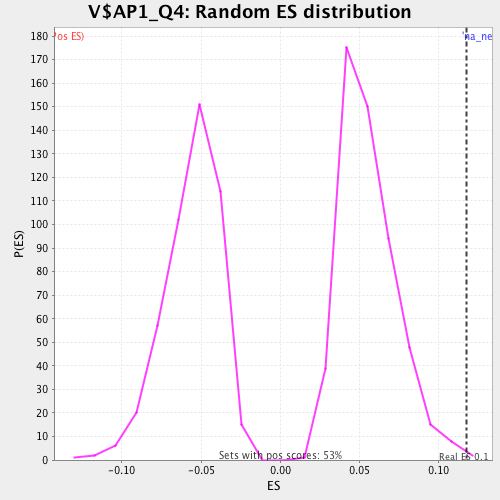 V$AP1_Q4: Random ES distribution
Pos ES)
'na_ne
180
170
160
150
140
130
120
110
100
90
80
70
60
50
40
30
20
10
0
P(ES)
Sets with pos scores: 53%
Real ES 0.1
-0.10 -0.05 0.00 0.05 0.10
ES